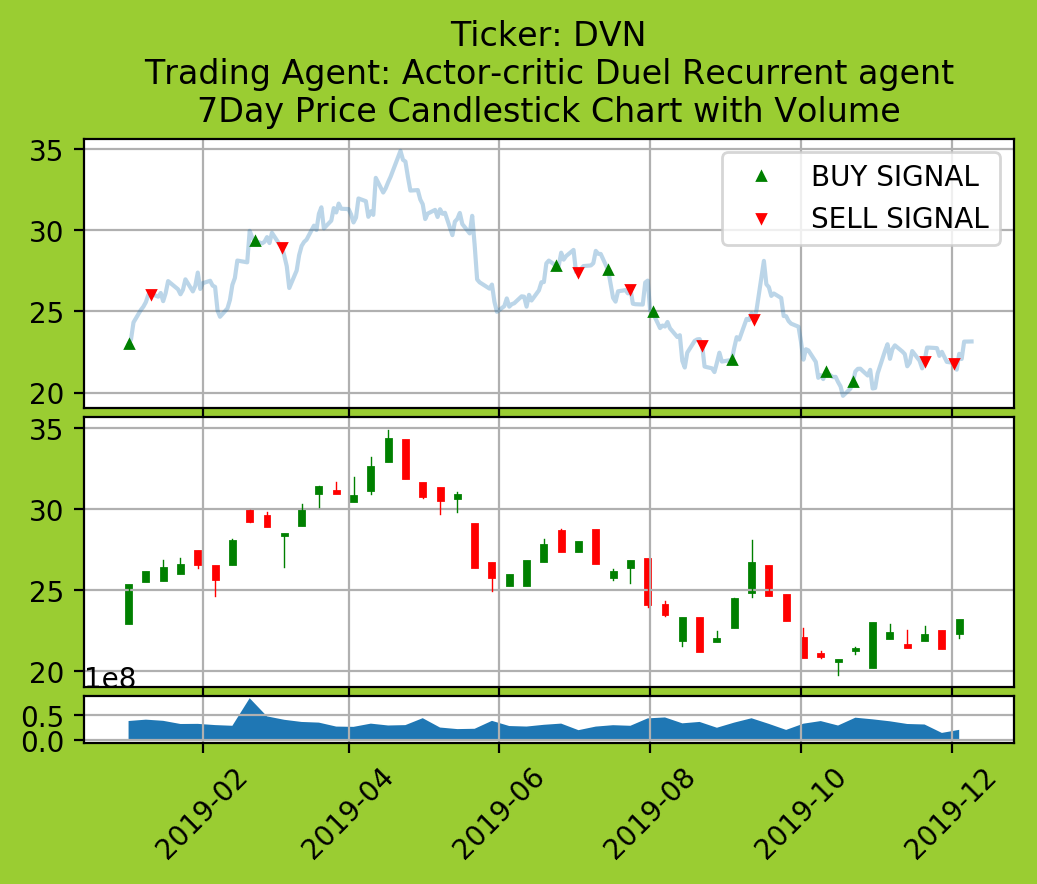 Ticker: DVN
Trading Agent: Actor-critic Duel Recurrent agent
7Day Price Candlestick Chart with Volume
35
30
25
20
BUY SIGNAL
SELL SIGNAL
35
30
25
20
1e8
0.5
0.0
2019-02
2019-04
2019-06
2019-08
2019-10
2019-12